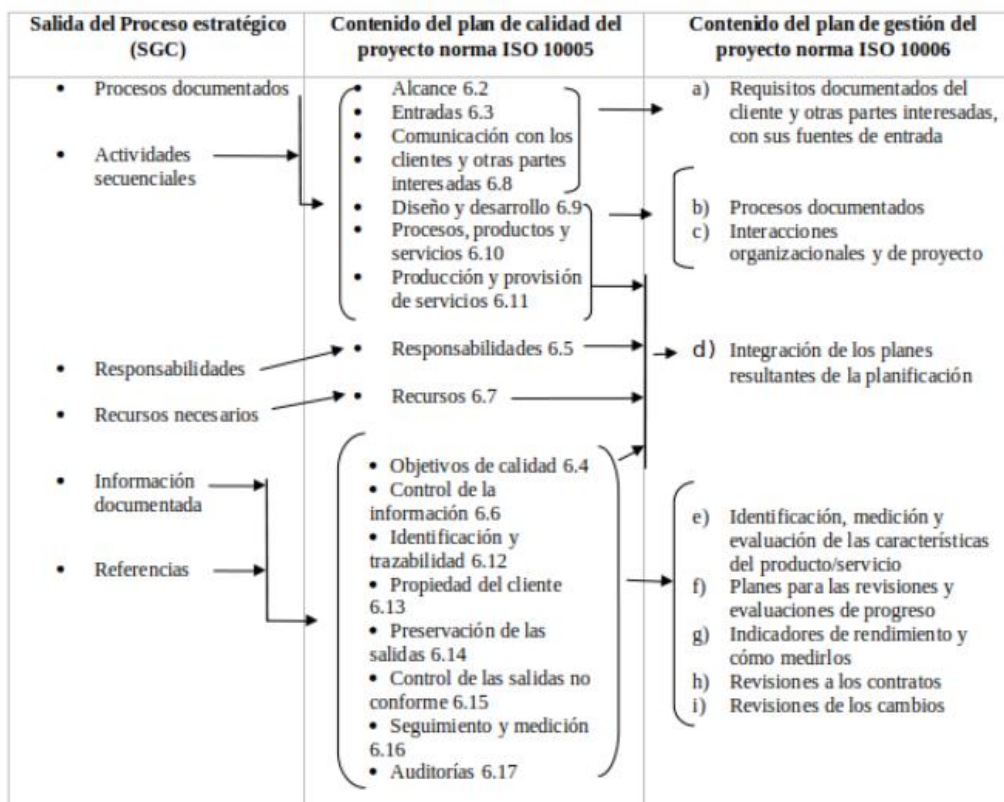 Salida del Proceso estratégico
(SGC)
Contenido del plan de calidad del
proyecto norma ISO 10005
Contenido del plan de gestión del
proyecto norma ISO 10006
• Procesos documentados
• Actividades
secuenciales
• Responsabilidades
• Recursos necesarios
• Información
documentada
• Referencias
• Alcance 6.2
• Entradas 6.3
• Comunicación con los
• clientes y otras partes
interesadas 6.8
• Diseño y desarrollo 6.9
• Procesos, productos y
servicios 6.10
• Producción y provisión
de servicios 6.11
• Responsabilidades 6.5
• Recursos 6.7
• Objetivos de calidad 6.4
• Control de la
información 6.6
• Identificación y
trazabilidad 6.12
• Propiedad del cliente
6.13
• Preservación de las
salidas 6.14
• Control de las salidas no
conforme 6.15
• Seguimiento y medición
6.16
• Auditorías 6.17
a) Requisitos documentados del
cliente y otras partes interesadas,
con sus fuentes de entrada
b) Procesos documentados
c) Interacciones
organizacionales y de proyecto
d) Integración de los planes
resultantes de la planificación
e) Identificación, medición y
evaluación de las características
del producto/servicio
f) Planes para las revisiones y
evaluaciones de progreso
g) Indicadores de rendimiento y
cómo medirlos
h) Revisiones a los contratos
i) Revisiones de los cambios